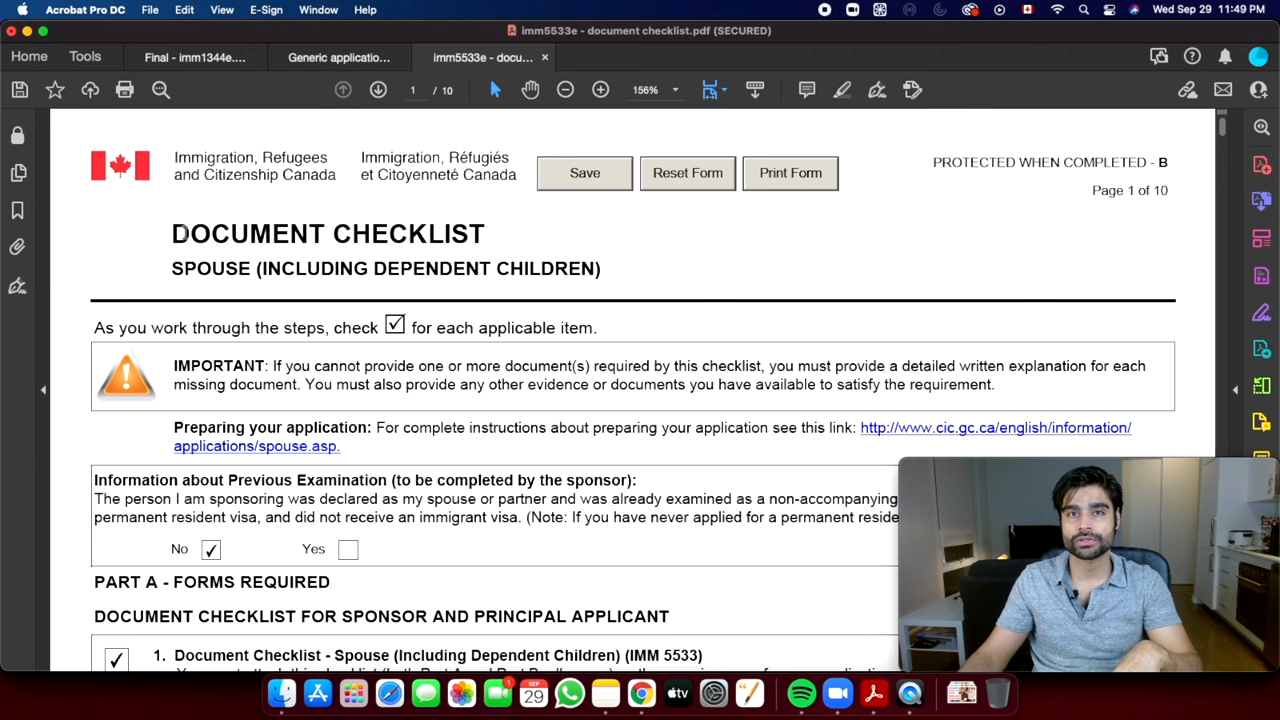 Acrobat Pro DC File Edit View E-Sign Window Help Wed Sep 29 11:49 PM
imm5533e - document checklist.pdf (SECURED)
Home Tools Final - imm1344e.... Generic applicatio... imm5533e - docu... ×
1 / 10 156%
Immigration, Refugees
and Citizenship Canada
Immigration, Réfugiés
et Citoyenneté Canada
Save Reset Form Print Form
PROTECTED WHEN COMPLETED - B
Page 1 of 10
DOCUMENT CHECKLIST
SPOUSE (INCLUDING DEPENDENT CHILDREN)
As you work through the steps, check ☑ for each applicable item.
IMPORTANT: If you cannot provide one or more document(s) required by this checklist, you must provide a detailed written explanation for each
missing document. You must also provide any other evidence or documents you have available to satisfy the requirement.
Preparing your application: For complete instructions about preparing your application see this link: http://www.cic.gc.ca/english/information/
applications/spouse.asp.
Information about Previous Examination (to be completed by the sponsor):
The person I am sponsoring was declared as my spouse or partner and was already examined as a non-accompanying
permanent resident visa, and did not receive an immigrant visa. (Note: If you have never applied for a permanent reside
No ✓ Yes
PART A - FORMS REQUIRED
DOCUMENT CHECKLIST FOR SPONSOR AND PRINCIPAL APPLICANT
✓ 1. Document Checklist - Spouse (Including Dependent Children) (IMM 5533)
SEP
29
1
tv